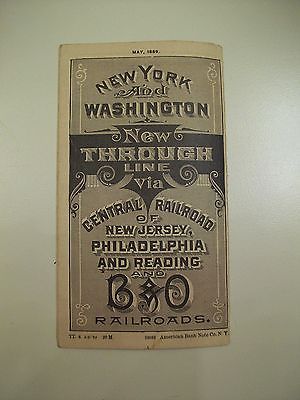 MAY, 1889.
NEW YORK
And
WASHINGTON
New
THROUGH
LINE
via
CENTRAL RAILROAD
OF
NEW JERSEY,
PHILADELPHIA
AND READING
AND
B&O
RAILROADS.
American Bank Note Co. N. Y.